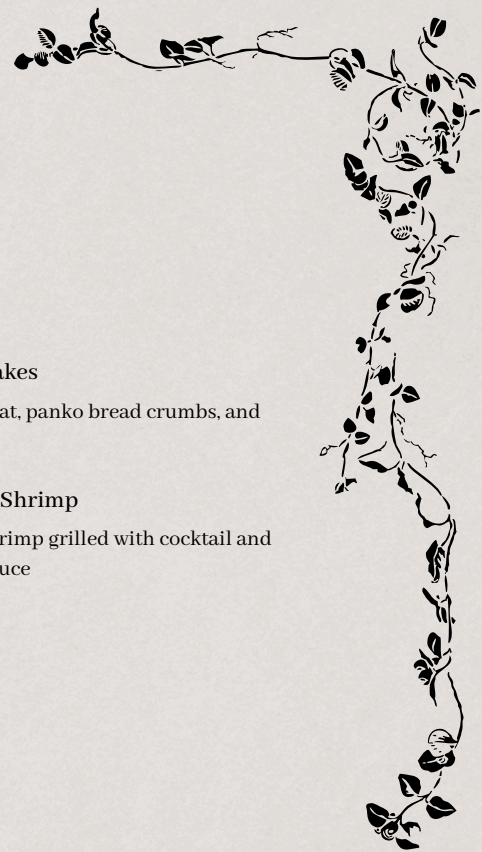 akes
at, panko bread crumbs, and
Shrimp
rimp grilled with cocktail and
uce